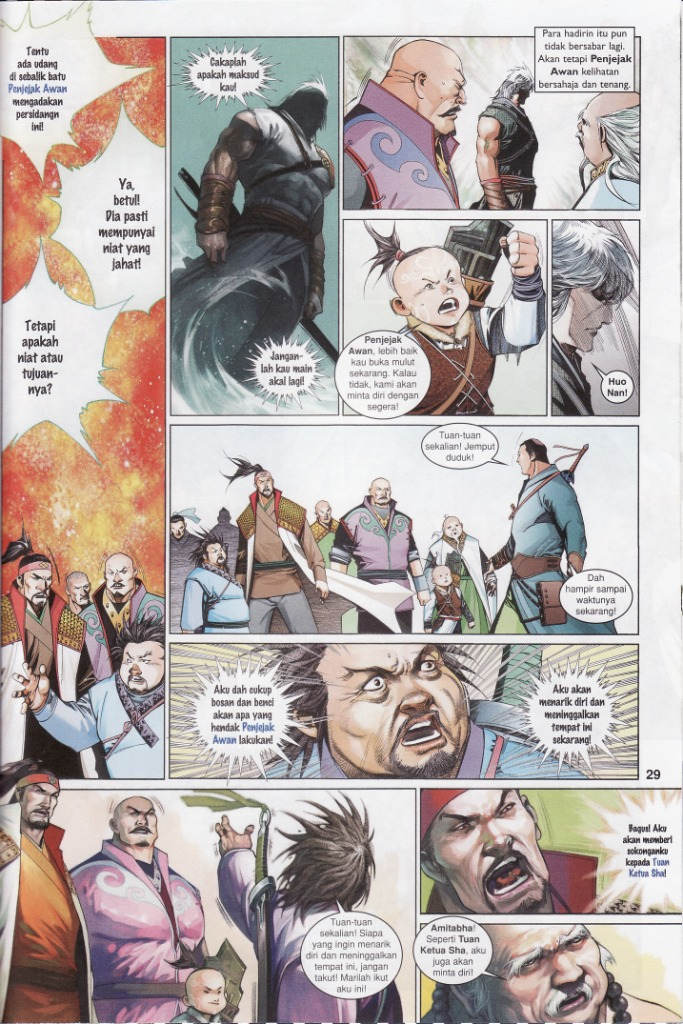 Tentu
ada udang
di sebalik batu
Penjejak Awan
mengadakan
persidangn
ini!
Ya,
betul!
Dia pasti
mempunyai
niat yang
jahat!
Tetapi
apakah
niat atau
tujuan-
nya?
Cakaplah
apakah maksud
kau!
Jangan-
lah kau main
akal lagi!
Para hadirin itu pun
tidak bersabar lagi.
Akan tetapi Penjejak
Awan kelihatan
bersahaja dan tenang.
Penjejak
Awan, lebih baik
kau buka mulut
sekarang. Kalau
tidak, kami akan
minta diri dengan
segera!
Huo
Nan!
Tuan-tuan
sekalian! Jemput
duduk!
Dah
hampir sampai
waktunya
sekarang!
Aku dah cukup
bosan dan benci
akan apa yang
hendak Penjejak
Awan lakukan!
Aku akan
menarik diri dan
meninggalkan
tempat ini
sekarang!
29
Tuan-tuan
sekalian! Siapa
yang ingin menarik
diri dan meninggalkan
tempat ini, jangan
takut! Marilah ikut
aku ini!
Bagus! Aku
akan memberi
sokonganku
kepada Tuan
Ketua Sha!
Amitabha!
Seperti Tuan
Ketua Sha, aku
juga akan
minta diri!